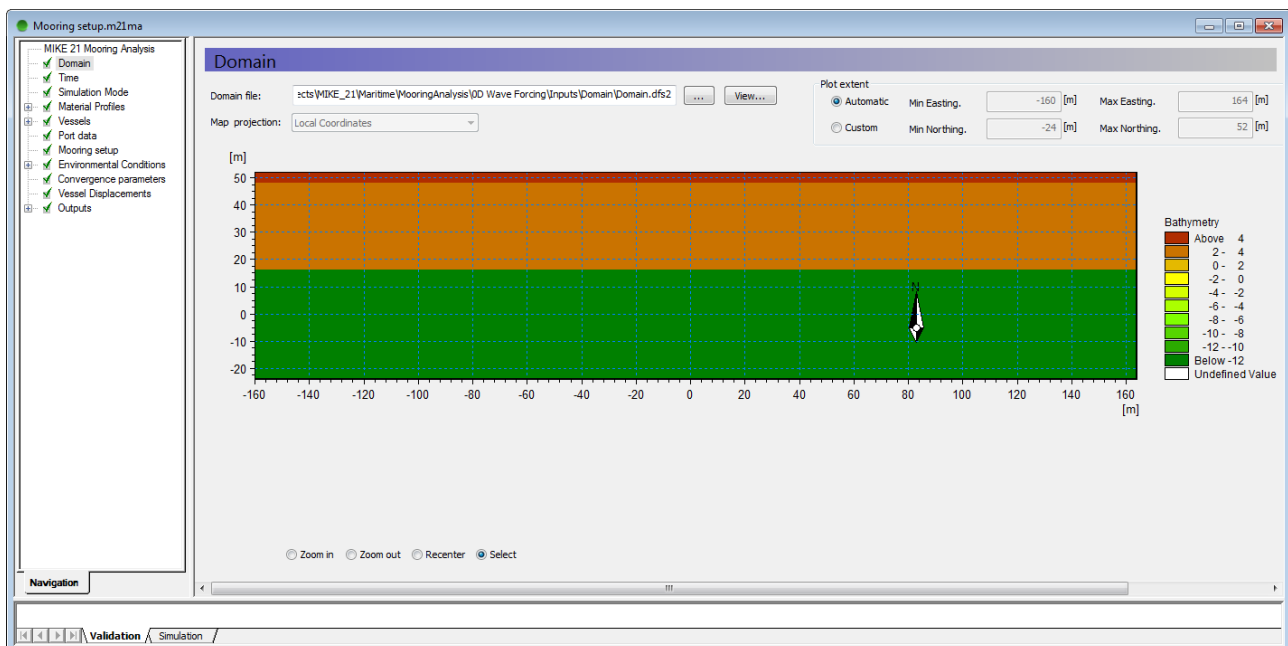 Mooring setup.m21ma
MIKE 21 Mooring Analysis
Domain
Time
Simulation Mode
Material Profiles
Vessels
Port data
Mooring setup
Environmental Conditions
Convergence parameters
Vessel Displacements
Outputs
Navigation
Domain
Domain file: :cts\MIKE_21\Maritime\MooringAnalysis\0D Wave Forcing\Inputs\Domain\Domain.dfs2 ... View...
Map projection: Local Coordinates
Plot extent
Automatic Min Easting. -160 [m] Max Easting. 164 [m]
Custom Min Northing. -24 [m] Max Northing. 52 [m]
[m]
50
40
30
20
10
0
-10
-20
N
-160 -140 -120 -100 -80 -60 -40 -20 0 20 40 60 80 100 120 140 160
[m]
Bathymetry
Above 4
2 - 4
0 - 2
-2 - 0
-4 - -2
-6 - -4
-8 - -6
-10 - -8
-12 - -10
Below -12
Undefined Value
Zoom in Zoom out Recenter Select
Validation Simulation